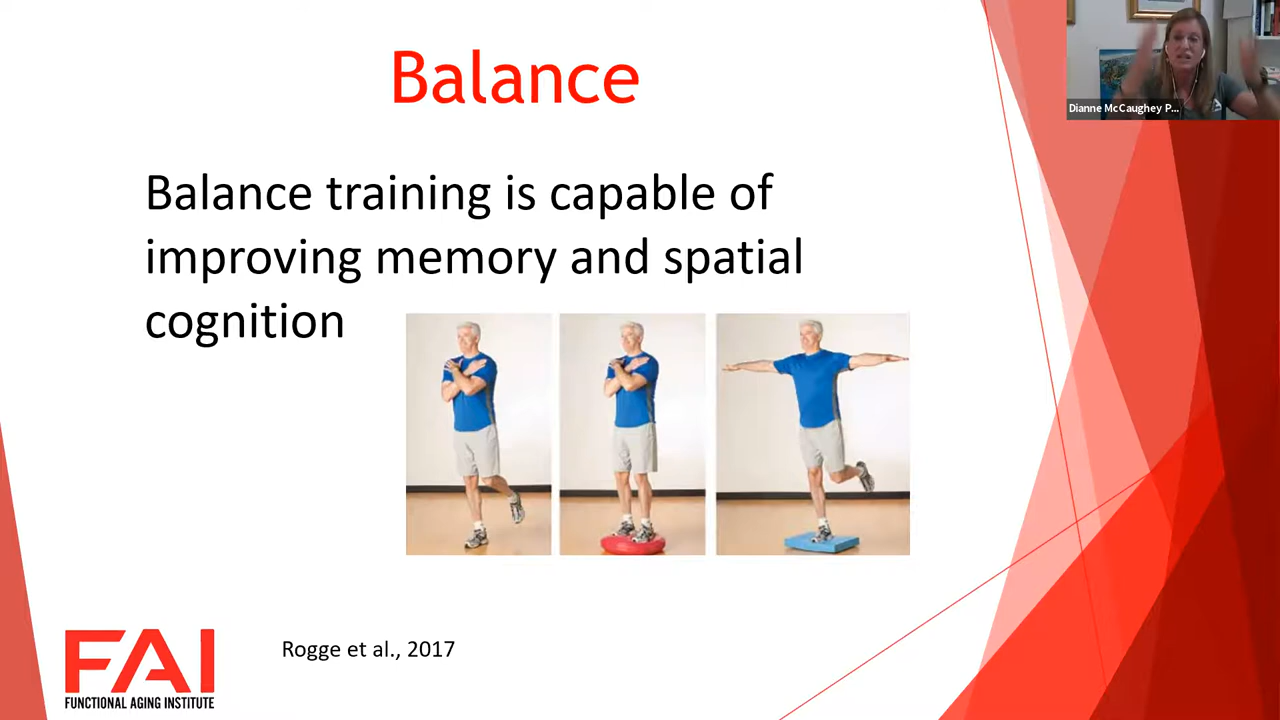 Balance
Dianne McCaughey P...
Balance training is capable of
improving memory and spatial
cognition
Rogge et al., 2017
FAI
FUNCTIONAL AGING INSTITUTE